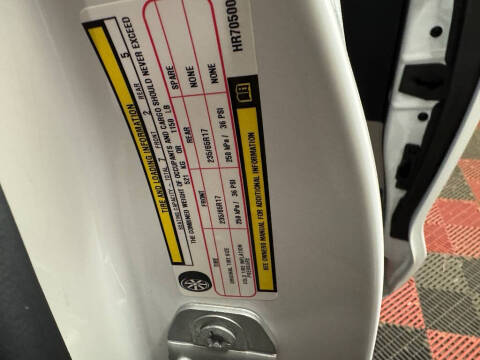 TIRE AND LOADING INFORMATION
SEATING CAPACITY - TOTAL 7 FRONT 2 REAR 5
THE COMBINED WEIGHT OF OCCUPANTS AND CARGO SHOULD NEVER EXCEED
521 KG OR 1150 LB
TIRE FRONT REAR SPARE
ORIGINAL TIRE SIZE 235/65R17 235/65R17 NONE
COLD TIRE INFLATION PRESSURE 250 kPa / 36 PSI 250 kPa / 36 PSI NONE
SEE OWNERS MANUAL FOR ADDITIONAL INFORMATION
HR70500